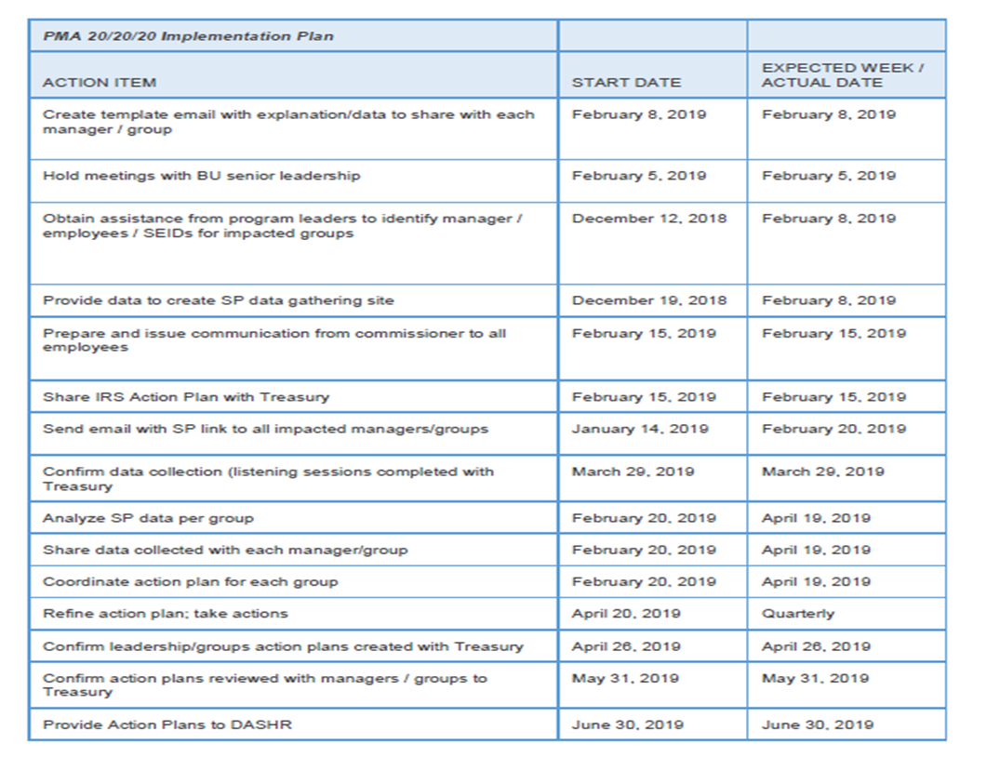 PMA 20/20/20 Implementation Plan
ACTION ITEM
START DATE
EXPECTED WEEK /
ACTUAL DATE
Create template email with explanation/data to share with each
manager / group
February 8, 2019
February 8, 2019
Hold meetings with BU senior leadership
February 5, 2019
February 5, 2019
Obtain assistance from program leaders to identify manager /
employees / SEIDs for impacted groups
December 12, 2018
February 8, 2019
Provide data to create SP data gathering site
December 19, 2018
February 8, 2019
Prepare and issue communication from commissioner to all
employees
February 15, 2019
February 15, 2019
Share IRS Action Plan with Treasury
February 15, 2019
February 15, 2019
Send email with SP link to all impacted managers/groups
January 14, 2019
February 20, 2019
Confirm data collection (listening sessions completed with
Treasury
March 29, 2019
March 29, 2019
Analyze SP data per group
February 20, 2019
April 19, 2019
Share data collected with each manager/group
February 20, 2019
April 19, 2019
Coordinate action plan for each group
February 20, 2019
April 19, 2019
Refine action plan; take actions
April 20, 2019
Quarterly
Confirm leadership/groups action plans created with Treasury
April 26, 2019
April 26, 2019
Confirm action plans reviewed with managers / groups to
Treasury
May 31, 2019
May 31, 2019
Provide Action Plans to DASHR
June 30, 2019
June 30, 2019